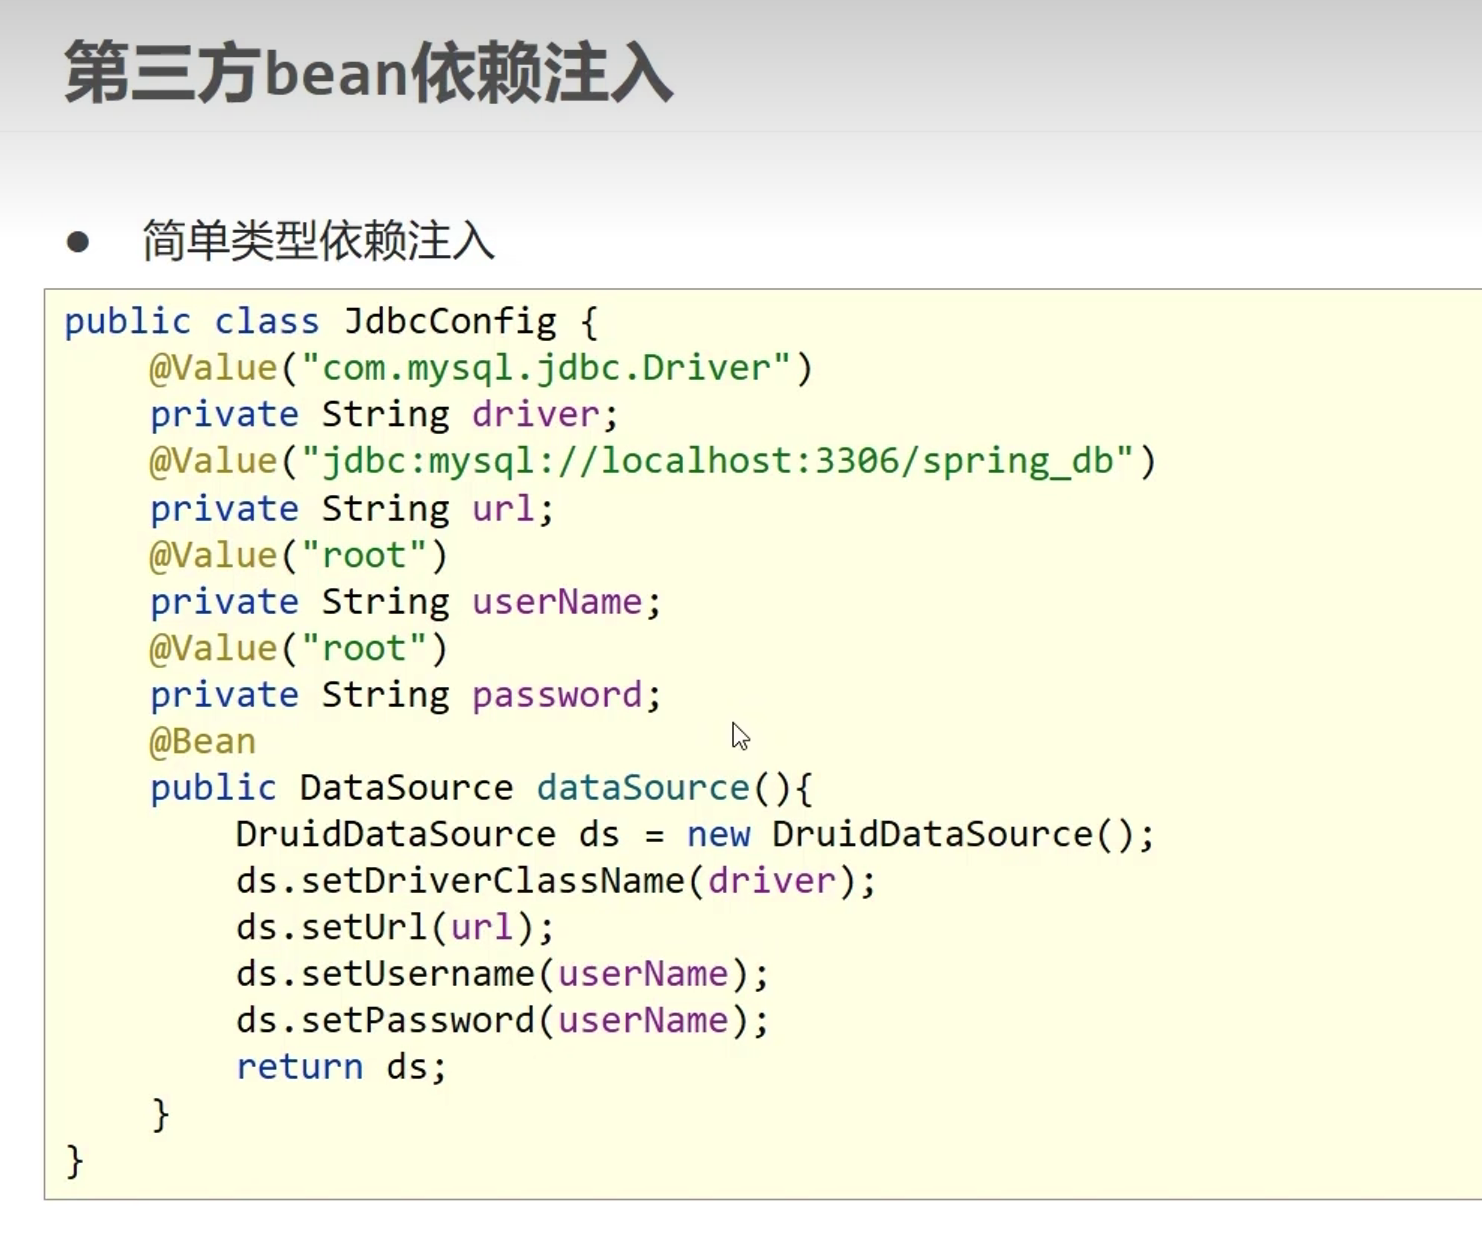 第三方bean依赖注入
● 简单类型依赖注入
public class JdbcConfig {
    @Value("com.mysql.jdbc.Driver")
    private String driver;
    @Value("jdbc:mysql://localhost:3306/spring_db")
    private String url;
    @Value("root")
    private String userName;
    @Value("root")
    private String password;
    @Bean
    public DataSource dataSource(){
        DruidDataSource ds = new DruidDataSource();
        ds.setDriverClassName(driver);
        ds.setUrl(url);
        ds.setUsername(userName);
        ds.setPassword(userName);
        return ds;
    }
}